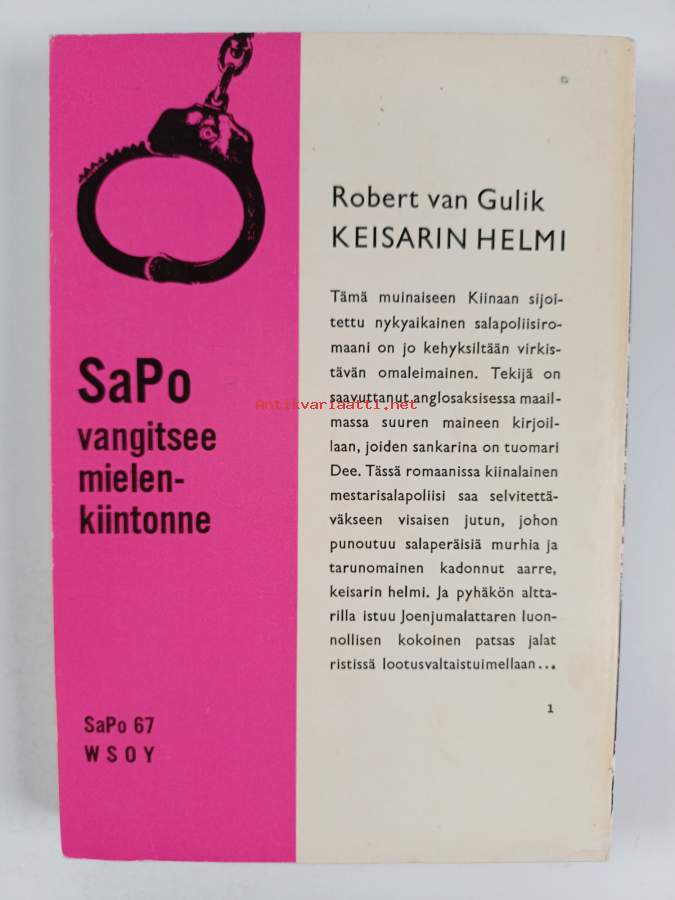 SaPo
vangitsee
mielen-
kiintonne
SaPo 67
WSOY
Robert van Gulik
KEISARIN HELMI
Tämä muinaiseen Kiinaan sijoi-
tettu nykyaikainen salapoliisiro-
maani on jo kehyksiltään virkis-
tävän omaleimainen. Tekijä on
saavuttanut anglosaksisessa maail-
massa suuren maineen kirjoil-
laan, joiden sankarina on tuomari
Dee. Tässä romaanissa kiinalainen
mestarisalapoliisi saa selvitettä-
väkseen visaisen jutun, johon
punoutuu salaperäisiä murhia ja
tarunomainen kadonnut aarre,
keisarin helmi. Ja pyhäkön altta-
rilla istuu Joenjumalattaren luon-
nollisen kokoinen patsas jalat
ristissä lootusvaltaistuimellaan...
1
Antikvariaatti.net